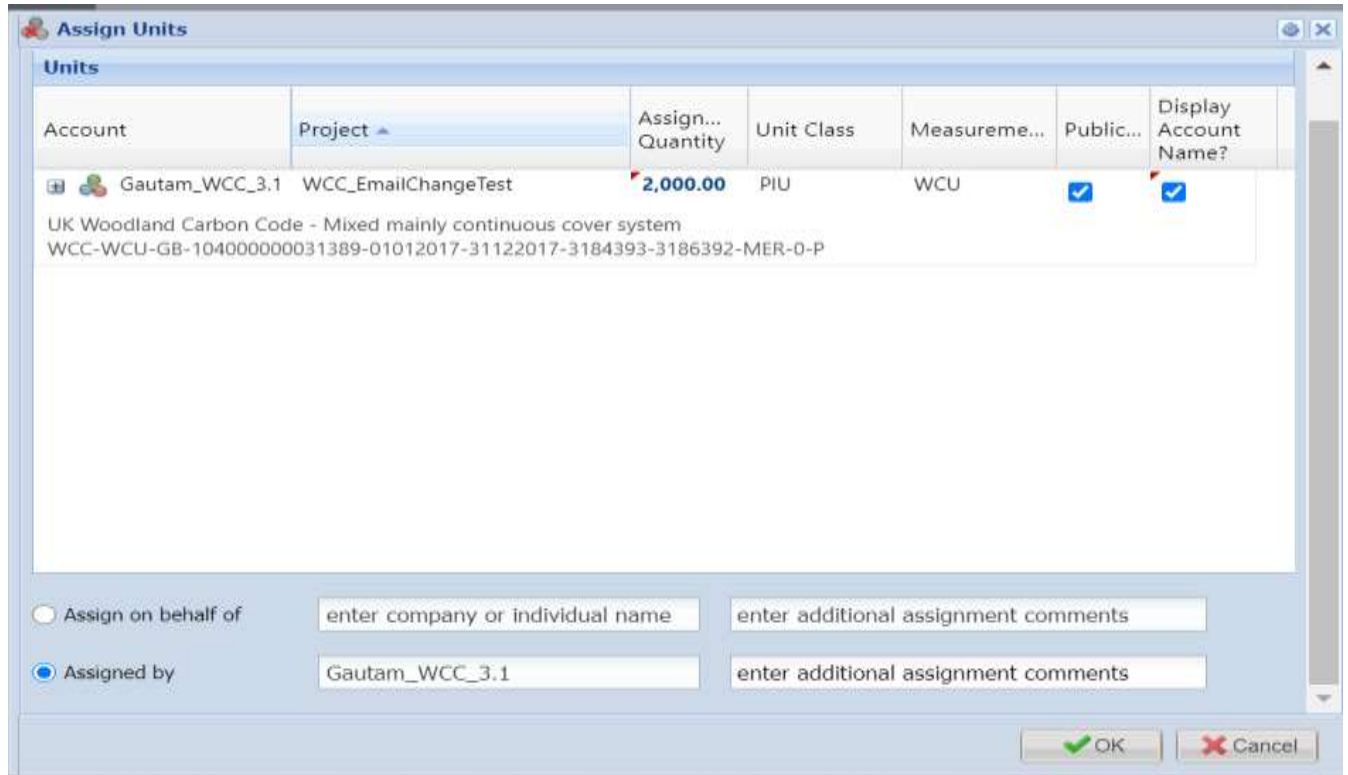 Assign Units
Units
Account Project Assign... Quantity Unit Class Measureme... Public... Display Account Name?
Gautam_WCC_3.1 WCC_EmailChangeTest 2,000.00 PIU WCU
UK Woodland Carbon Code - Mixed mainly continuous cover system
WCC-WCU-GB-104000000031389-01012017-31122017-3184393-3186392-MER-0-P
Assign on behalf of enter company or individual name enter additional assignment comments
Assigned by Gautam_WCC_3.1 enter additional assignment comments
OK Cancel